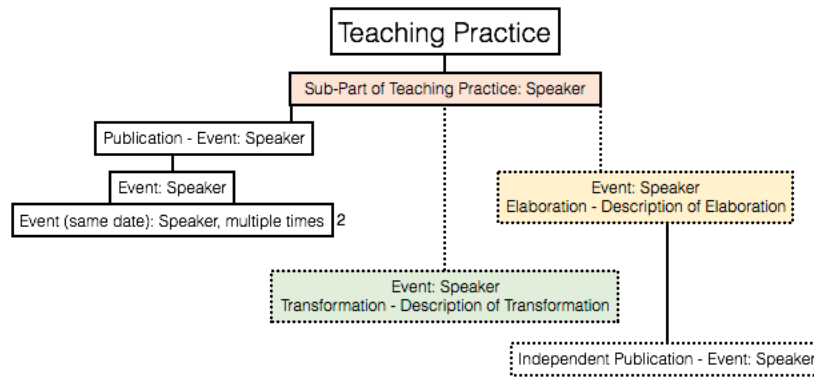 Teaching Practice
Sub-Part of Teaching Practice: Speaker
Publication - Event: Speaker
Event: Speaker
Event (same date): Speaker, multiple times 2
Event: Speaker
Elaboration - Description of Elaboration
Event: Speaker
Transformation - Description of Transformation
Independent Publication - Event: Speaker